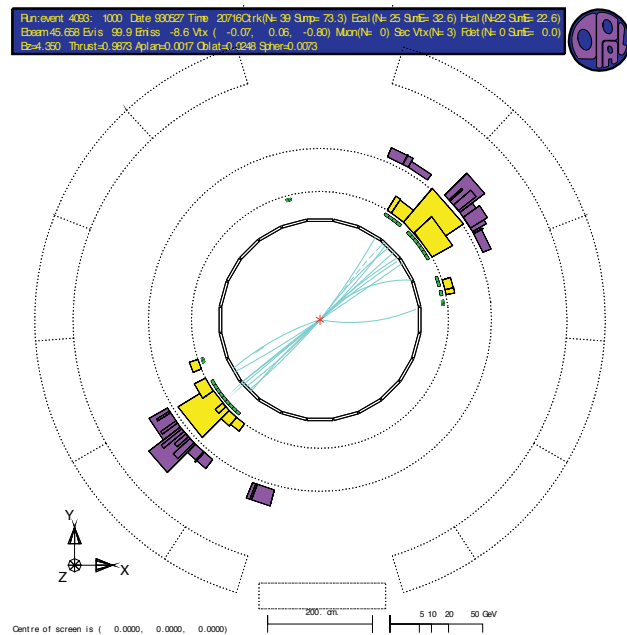 Run:event 4093: 1000 Date 930527 Time 20716 Ctrk(N= 39 Sump= 73.3) Ecal(N= 25 SumE= 32.6) Hcal(N=22 SumE= 22.6)
Ebeam 45.658 Evis 99.9 Emiss -8.6 Vtx ( -0.07, 0.06, -0.80) Muon(N= 0) Sec Vtx(N= 3) Fdet(N= 0 SumE= 0.0)
Bz=4.350 Thrust=0.9873 Aplan=0.0017 Oblat=0.0248 Spher=0.0073
OPAL
Y
X
Z
200. cm.
5 10 20 50 GeV
Centre of screen is ( 0.0000, 0.0000, 0.0000)